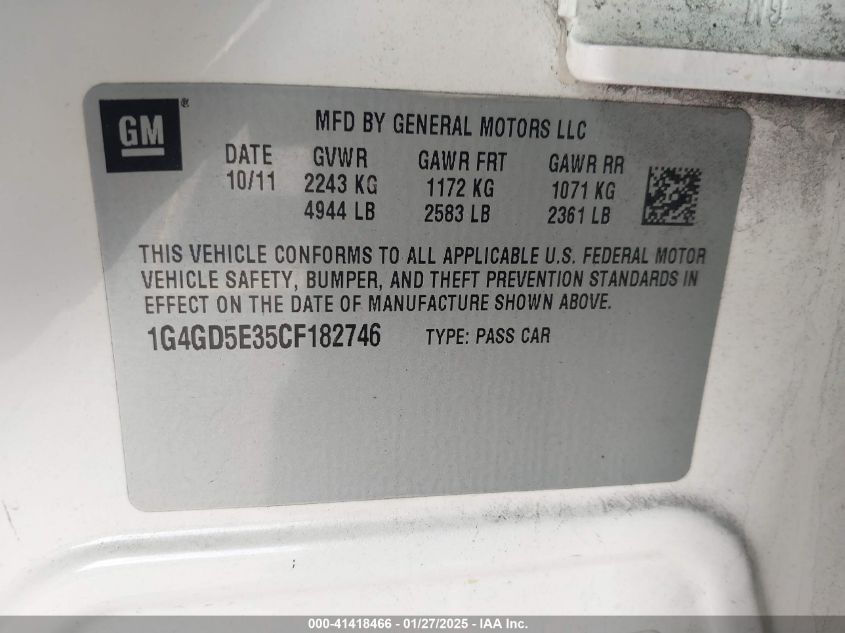 GM
®
MFD BY GENERAL MOTORS LLC
DATE GVWR GAWR FRT GAWR RR
10/11 2243 KG 1172 KG 1071 KG
4944 LB 2583 LB 2361 LB
THIS VEHICLE CONFORMS TO ALL APPLICABLE U.S. FEDERAL MOTOR
VEHICLE SAFETY, BUMPER, AND THEFT PREVENTION STANDARDS IN
EFFECT ON THE DATE OF MANUFACTURE SHOWN ABOVE.
1G4GD5E35CF182746 TYPE: PASS CAR
000-41418466 - 01/27/2025 - IAA Inc.